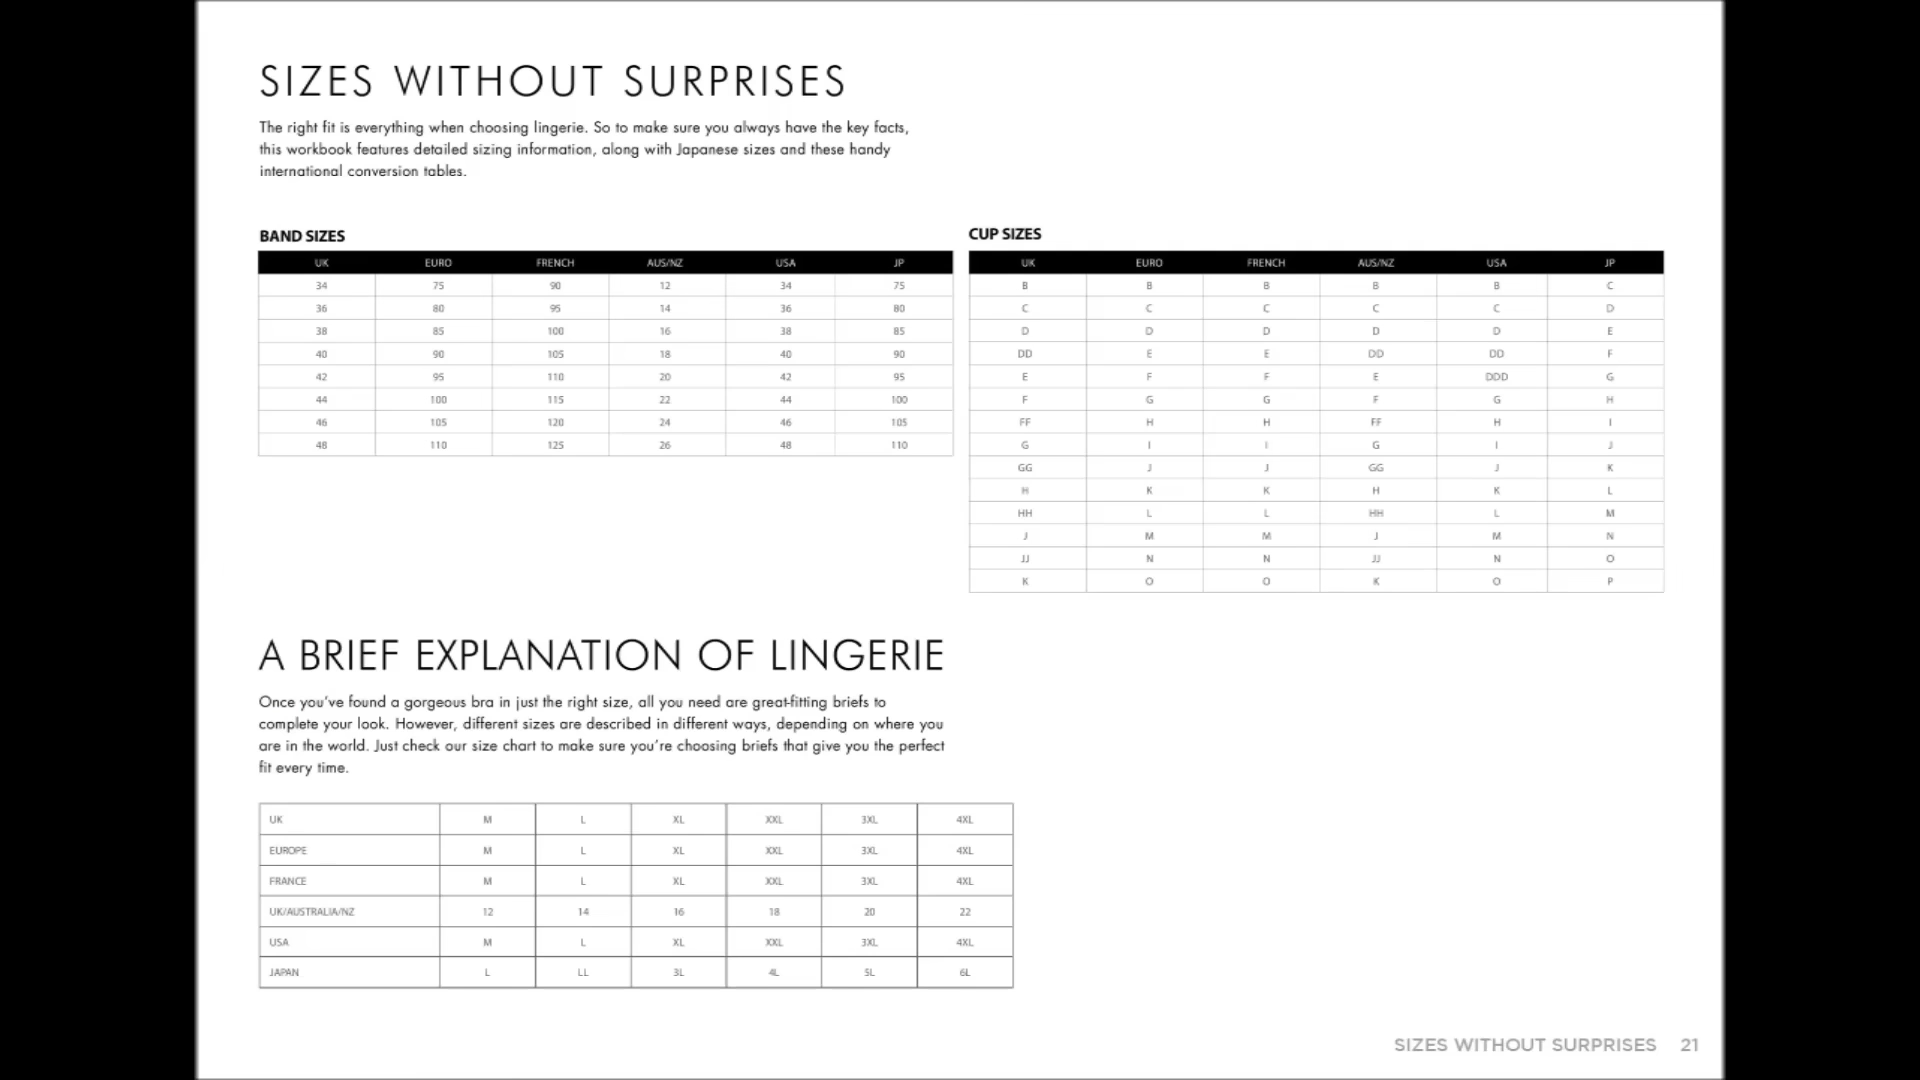 SIZES WITHOUT SURPRISES
The right fit is everything when choosing lingerie. So to make sure you always have the key facts,
this workbook features detailed sizing information, along with Japanese sizes and these handy
international conversion tables.
BAND SIZES
UK EURO FRENCH AUS/NZ USA JP
34 75 90 12 34 75
36 80 95 14 36 80
38 85 100 16 38 85
40 90 105 18 40 90
42 95 110 20 42 95
44 100 115 22 44 100
46 105 120 24 46 105
48 110 125 26 48 110
CUP SIZES
UK EURO FRENCH AUS/NZ USA JP
B B B B B C
C C C C C D
D D D D D E
DD E E DD DD F
E F F E DDD G
F G G F G H
FF H H FF H I
G I I G I J
GG J J GG J K
H K K H K L
HH L L HH L M
J M M J M N
JJ N N JJ N O
K O O K O P
A BRIEF EXPLANATION OF LINGERIE
Once you've found a gorgeous bra in just the right size, all you need are great-fitting briefs to
complete your look. However, different sizes are described in different ways, depending on where you
are in the world. Just check our size chart to make sure you're choosing briefs that give you the perfect
fit every time.
UK M L XL XXL 3XL 4XL
EUROPE M L XL XXL 3XL 4XL
FRANCE M L XL XXL 3XL 4XL
UK/AUSTRALIA/NZ 12 14 16 18 20 22
USA M L XL XXL 3XL 4XL
JAPAN L LL 3L 4L 5L 6L
SIZES WITHOUT SURPRISES 21